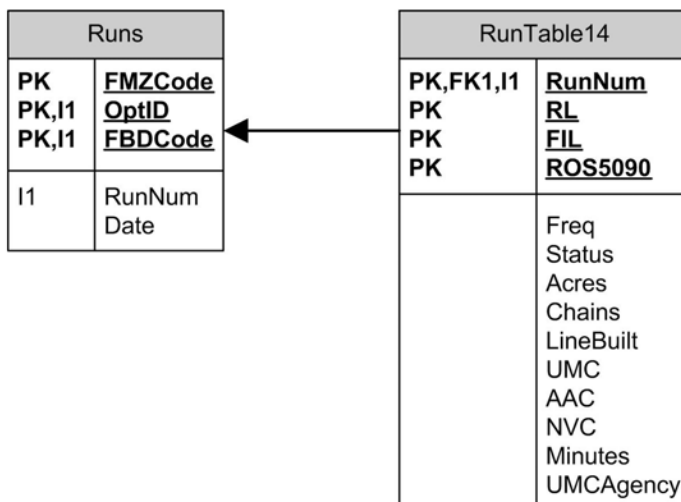 Runs
PK FMZCode
PK,I1 OptID
PK,I1 FBDCode
I1 RunNum
Date
RunTable14
PK,FK1,I1 RunNum
PK RL
PK FIL
PK ROS5090
Freq
Status
Acres
Chains
LineBuilt
UMC
AAC
NVC
Minutes
UMCAgency